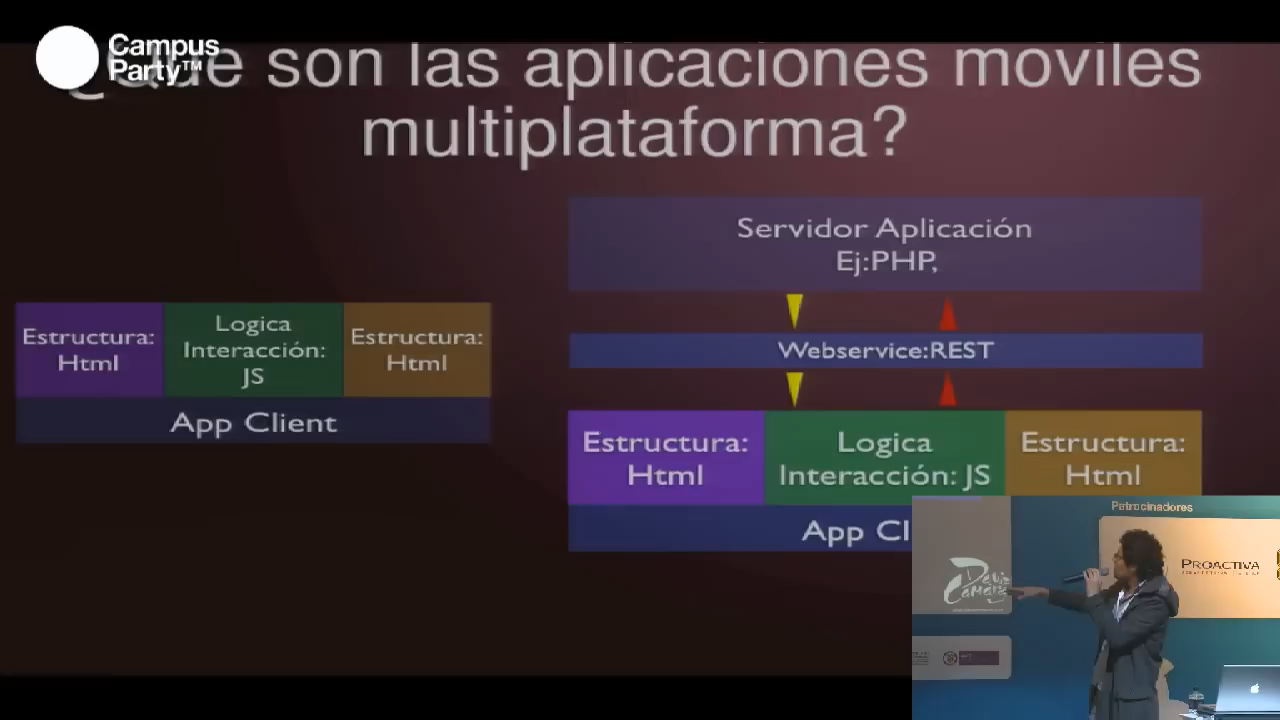 Campus
Party™
¿Que son las aplicaciones moviles
multiplataforma?
Servidor Aplicación
Ej:PHP,
Webservice:REST
Estructura:
Html
Logica
Interacción:
JS
Estructura:
Html
App Client
Estructura:
Html
Logica
Interacción: JS
Estructura:
Html
App Cl
Patrocinadores
PROACTIVA